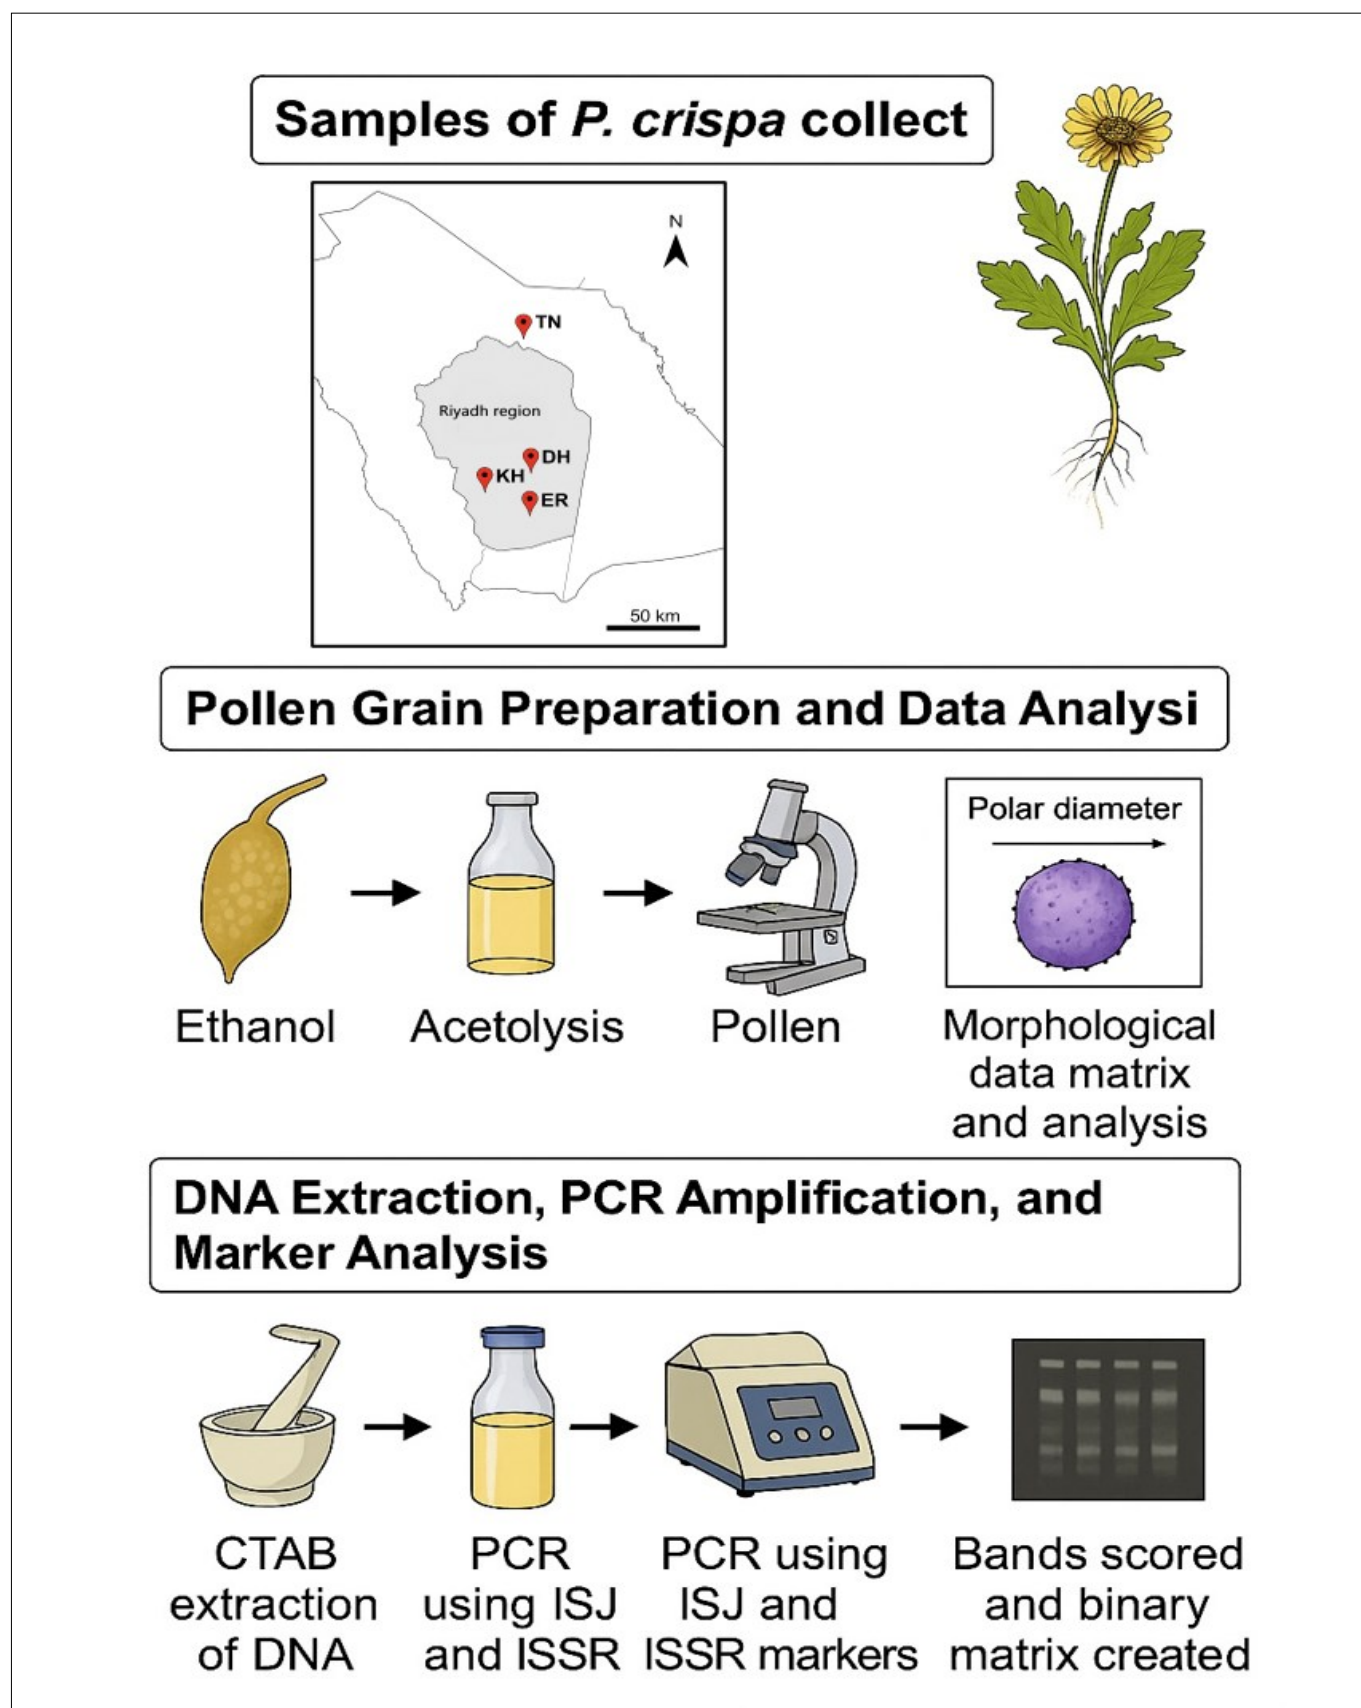 Samples of P. crispa collect
N
TN
Riyadh region
DH
KH
ER
50 km
Pollen Grain Preparation and Data Analysi
Polar diameter
Ethanol
Acetolysis
Pollen
Morphological
data matrix
and analysis
DNA Extraction, PCR Amplification, and
Marker Analysis
CTAB
extraction
of DNA
PCR
using ISJ
and ISSR
PCR using
ISJ and
ISSR markers
Bands scored
and binary
matrix created